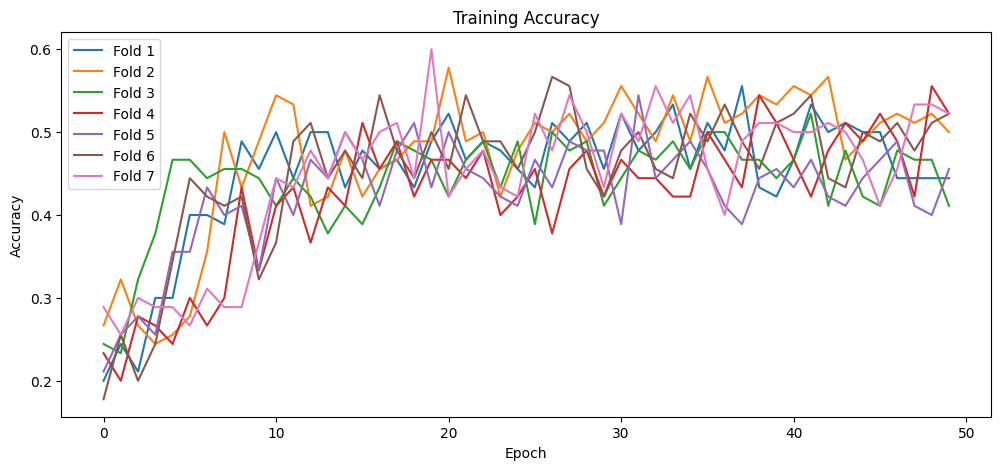 Training Accuracy
Fold 1
Fold 2
Fold 3
Fold 4
Fold 5
Fold 6
Fold 7
Accuracy
0.6
0.5
0.4
0.3
0.2
0 10 20 30 40 50
Epoch